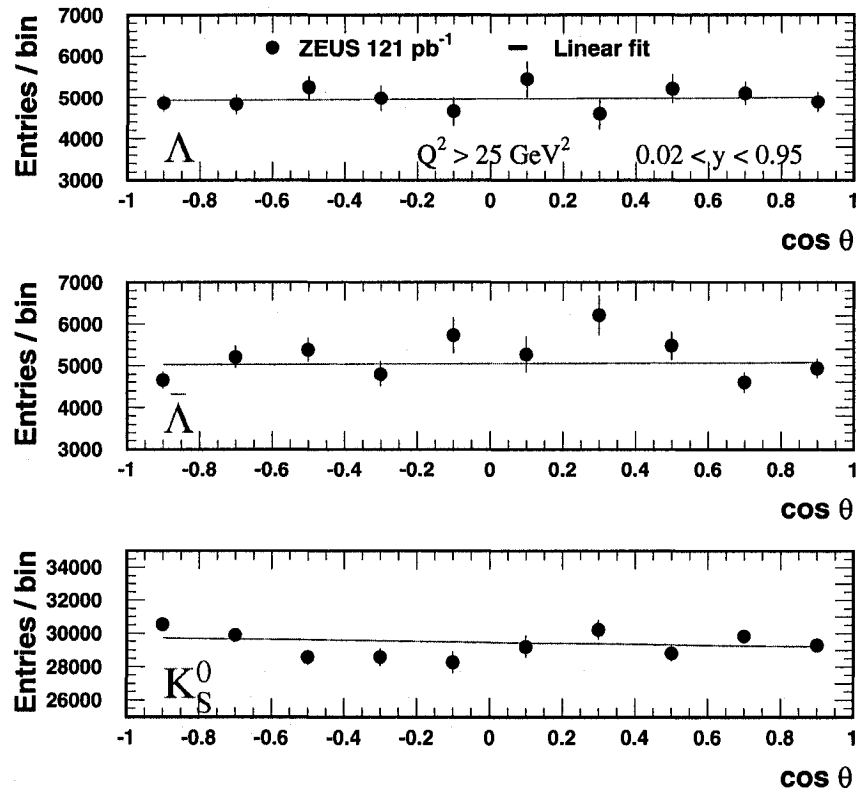 7000
6000
5000
4000
3000
Entries / bin
ZEUS 121 pb⁻¹ Linear fit
Λ Q² > 25 GeV² 0.02 < y < 0.95
-1 -0.8 -0.6 -0.4 -0.2 0 0.2 0.4 0.6 0.8 1
cos θ
7000
6000
5000
4000
3000
Entries / bin
Λ̅
-1 -0.8 -0.6 -0.4 -0.2 0 0.2 0.4 0.6 0.8 1
cos θ
34000
32000
30000
28000
26000
Entries / bin
K⁰S
-1 -0.8 -0.6 -0.4 -0.2 0 0.2 0.4 0.6 0.8 1
cos θ